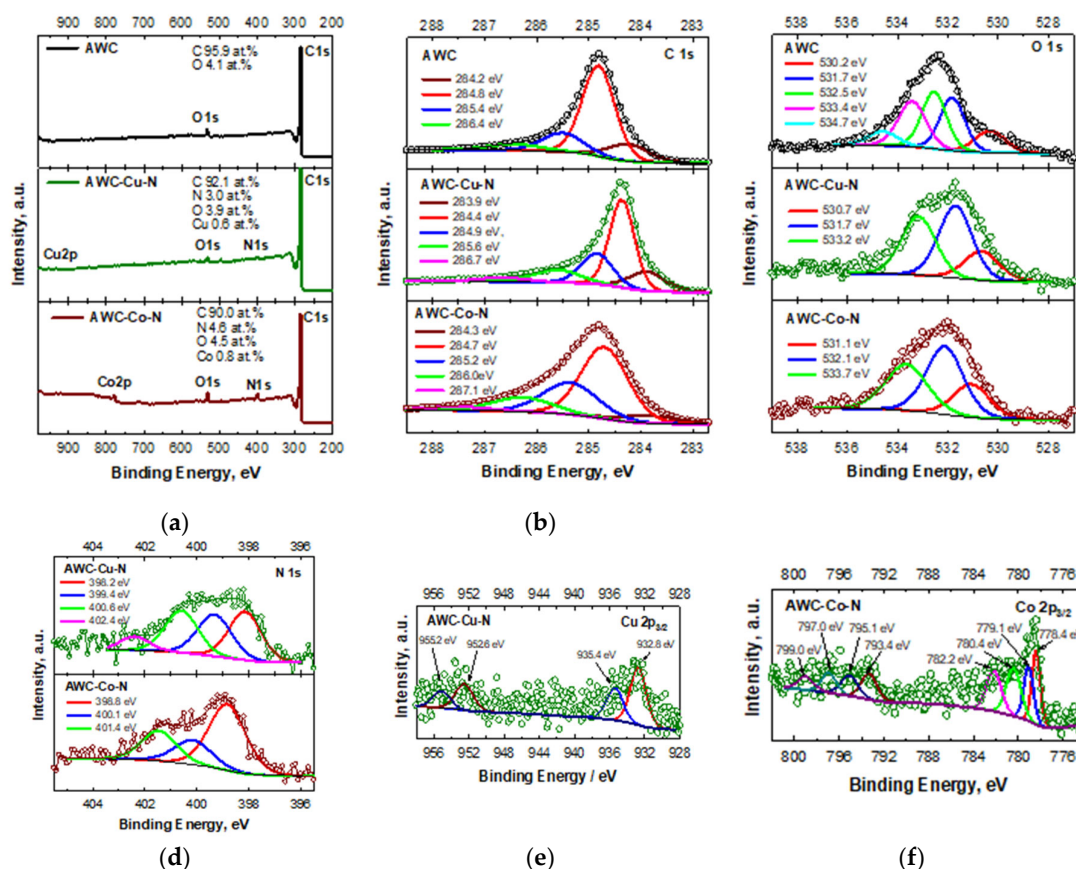 900 800 700 600 500 400 300 200
AWC
C 95.9 at.%
O 4.1 at.%
C1s
O1s
AWC-Cu-N
C 92.1 at.%
N 3.0 at.%
O 3.9 at.%
Cu 0.6 at.%
C1s
Cu2p
O1s
N1s
AWC-Co-N
C 90.0 at.%
N 4.6 at.%
O 4.5 at.%
Co 0.8 at.%
C1s
Co2p
O1s
N1s
900 800 700 600 500 400 300 200
Binding Energy, eV
Intensity, a.u.
(a)
288 287 286 285 284 283
AWC
C 1s
284.2 eV
284.8 eV
285.4 eV
286.4 eV
AWC-Cu-N
283.9 eV
284.4 eV
284.9 eV
285.6 eV
286.7 eV
AWC-Co-N
284.3 eV
284.7 eV
285.2 eV
286.0eV
287.1 eV
288 287 286 285 284 283
Binding Energy, eV
Intensity, a.u.
(b)
538 536 534 532 530 528
AWC
O 1s
530.2 eV
531.7 eV
532.5 eV
533.4 eV
534.7 eV
AWC-Cu-N
530.7 eV
531.7 eV
533.2 eV
AWC-Co-N
531.1 eV
532.1 eV
533.7 eV
538 536 534 532 530 528
Binding Energy, eV
Intensity, a.u.
404 402 400 398 396
AWC-Cu-N
N 1s
398.2 eV
399.4 eV
400.6 eV
402.4 eV
AWC-Co-N
398.8 eV
400.1 eV
401.4 eV
404 402 400 398 396
Binding Energy, eV
Intensity, a.u.
(d)
956 952 948 944 940 936 932 928
AWC-Cu-N
Cu 2p3/2
955.2 eV
952.6 eV
935.4 eV
932.8 eV
956 952 948 944 940 936 932 928
Binding Energy / eV
Intensity, a.u.
(e)
800 796 792 784 780 776
AWC-Co-N
Co 2p3/2
799.0 eV
797.0 eV
795.1 eV
793.4 eV
782.2 eV
780.4 eV
779.1 eV
778.4 eV
800 796 792 784 780 776
Binding Energy, eV
Intensity, a.u.
(f)